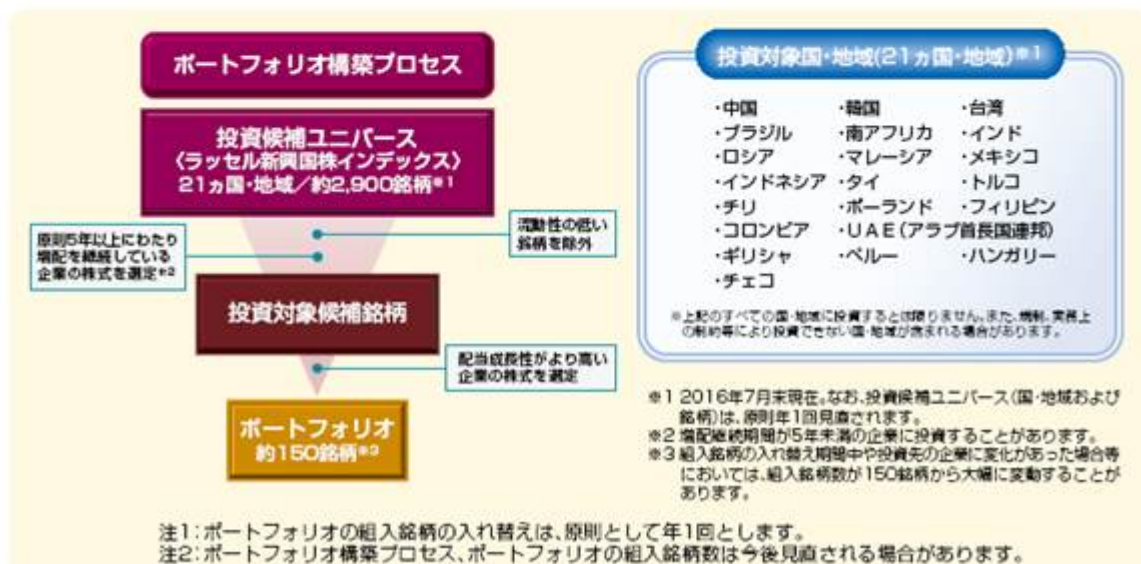 ポートフォリオ構築プロセス
投資候補ユニバース
〈ラッセル新興国株インデックス〉
21ヵ国・地域／約2,900銘柄※1
流動性の低い
銘柄を除外
原則5年以上にわたり
増配を継続している
企業の株式を選定※2
投資対象候補銘柄
配当成長性がより高い
企業の株式を選定
ポートフォリオ
約150銘柄※3
投資対象国・地域(21ヵ国・地域)※1
・中国 ・韓国 ・台湾
・ブラジル ・南アフリカ ・インド
・ロシア ・マレーシア ・メキシコ
・インドネシア ・タイ ・トルコ
・チリ ・ポーランド ・フィリピン
・コロンビア ・UAE（アラブ首長国連邦）
・ギリシャ ・ペルー ・ハンガリー
・チェコ
※上記のすべての国・地域に投資するとは限りません。また、規制、実務上
の制約等により投資できない国・地域が含まれる場合があります。
※1 2016年7月末現在。なお、投資候補ユニバース（国・地域および
銘柄）は、原則年1回見直されます。
※2 増配継続期間が5年未満の企業に投資することがあります。
※3 組入銘柄の入れ替え期間中や投資先の企業に変化があった場合等
においては、組入銘柄数が150銘柄から大幅に変動することが
あります。
注1：ポートフォリオの組入銘柄の入れ替えは、原則として年1回とします。
注2：ポートフォリオ構築プロセス、ポートフォリオの組入銘柄数は今後見直される場合があります。